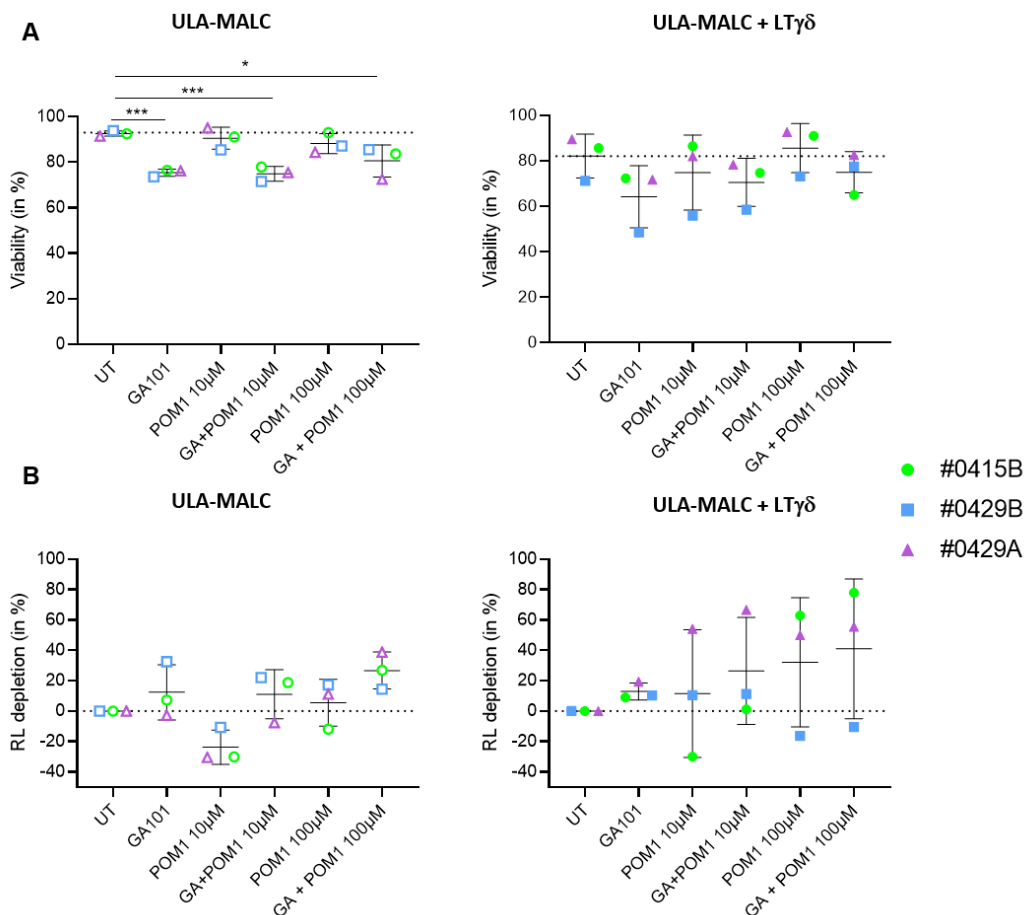 A
ULA-MALC
ULA-MALC + LTγδ
*
***
***
Viability (in %)
100
80
60
40
20
0
UT
GA101
POM1 10µM
GA+POM1 10µM
POM1 100µM
GA + POM1 100µM
Viability (in %)
100
80
60
40
20
0
UT
GA101
POM1 10µM
GA+POM1 10µM
POM1 100µM
GA + POM1 100µM
B
ULA-MALC
ULA-MALC + LTγδ
RL depletion (in %)
100
80
60
40
20
0
-20
-40
UT
GA101
POM1 10µM
GA+POM1 10µM
POM1 100µM
GA + POM1 100µM
RL depletion (in %)
100
80
60
40
20
0
-20
-40
UT
GA101
POM1 10µM
GA+POM1 10µM
POM1 100µM
GA + POM1 100µM
#0415B
#0429B
#0429A